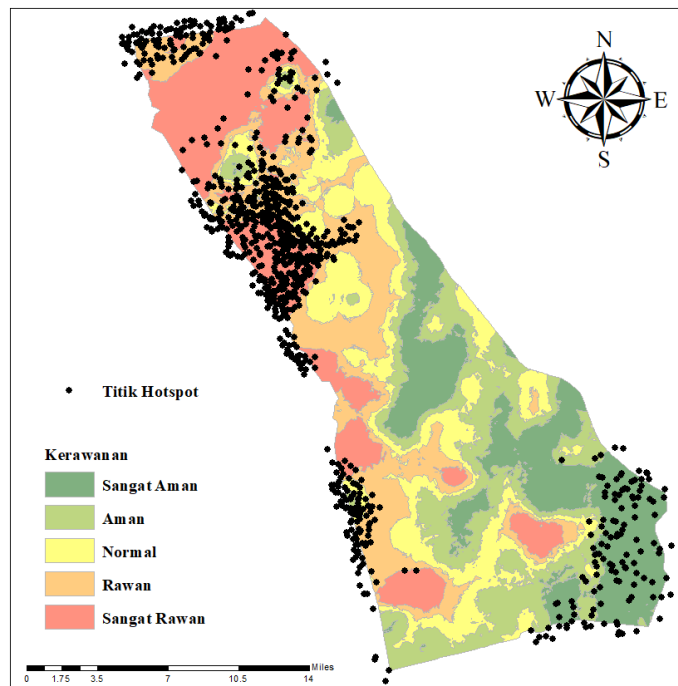 N
W E
S
Titik Hotspot
Kerawanan
Sangat Aman
Aman
Normal
Rawan
Sangat Rawan
Miles
0 1.75 3.5 7 10.5 14